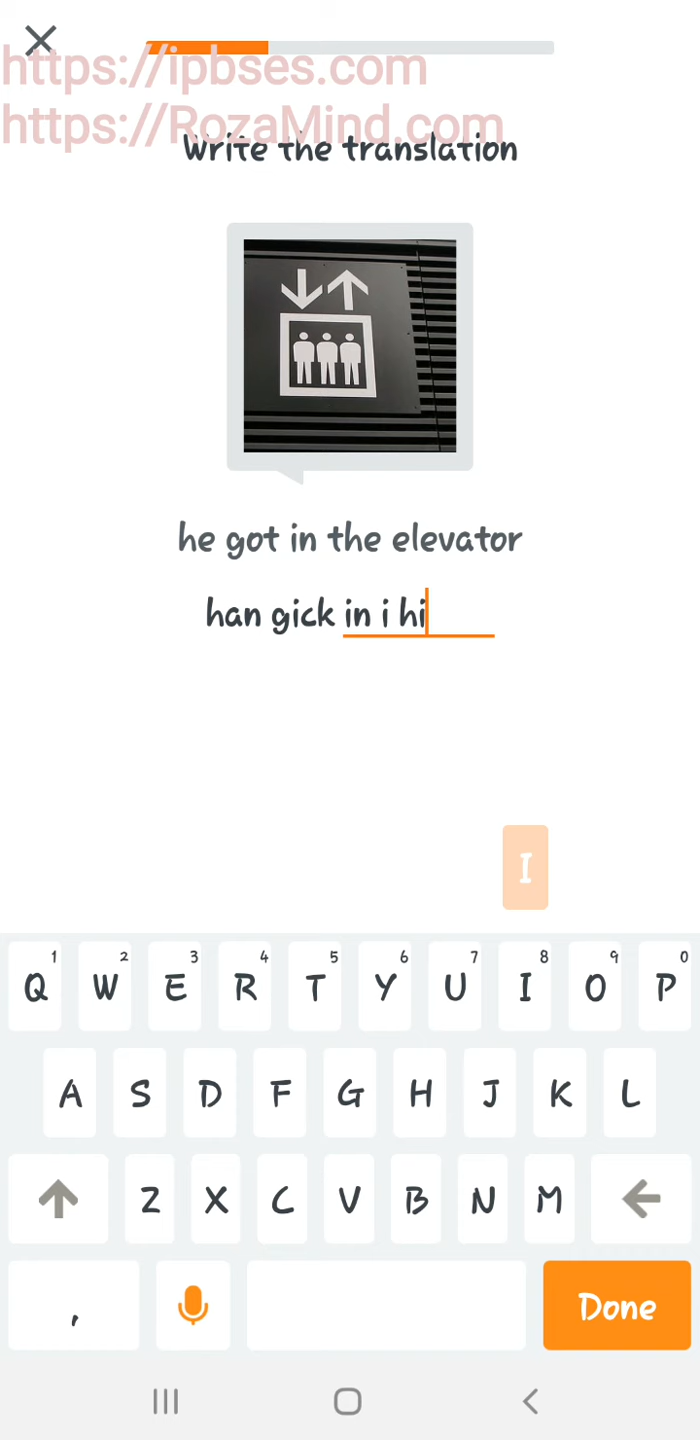 https://ipbses.com
https://RozaMind.com
Write the translation
he got in the elevator
han gick in i hi
I
1 2 3 4 5 6 7 8 9 0
Q W E R T Y U I O P
A S D F G H J K L
Z X C V B N M
, Done